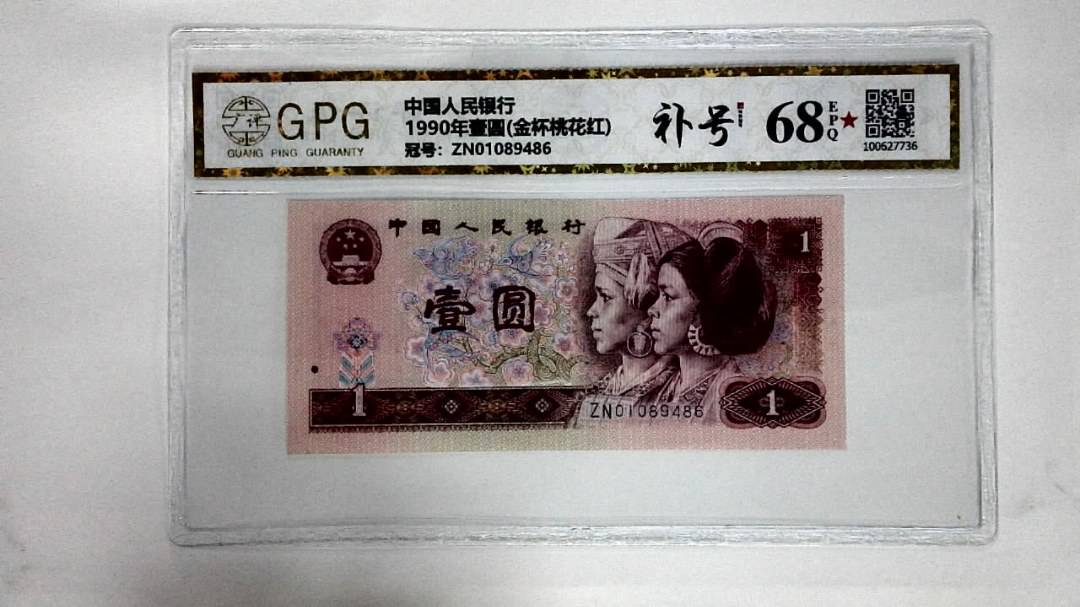 GPG
GUANG PING GUARANTY
中国人民银行
1990年壹圆(金杯桃花红)
冠号: ZN01089486
补号
68
EPQ
100627736
中国人民银行
1
壹圆
1
ZN01089486
1